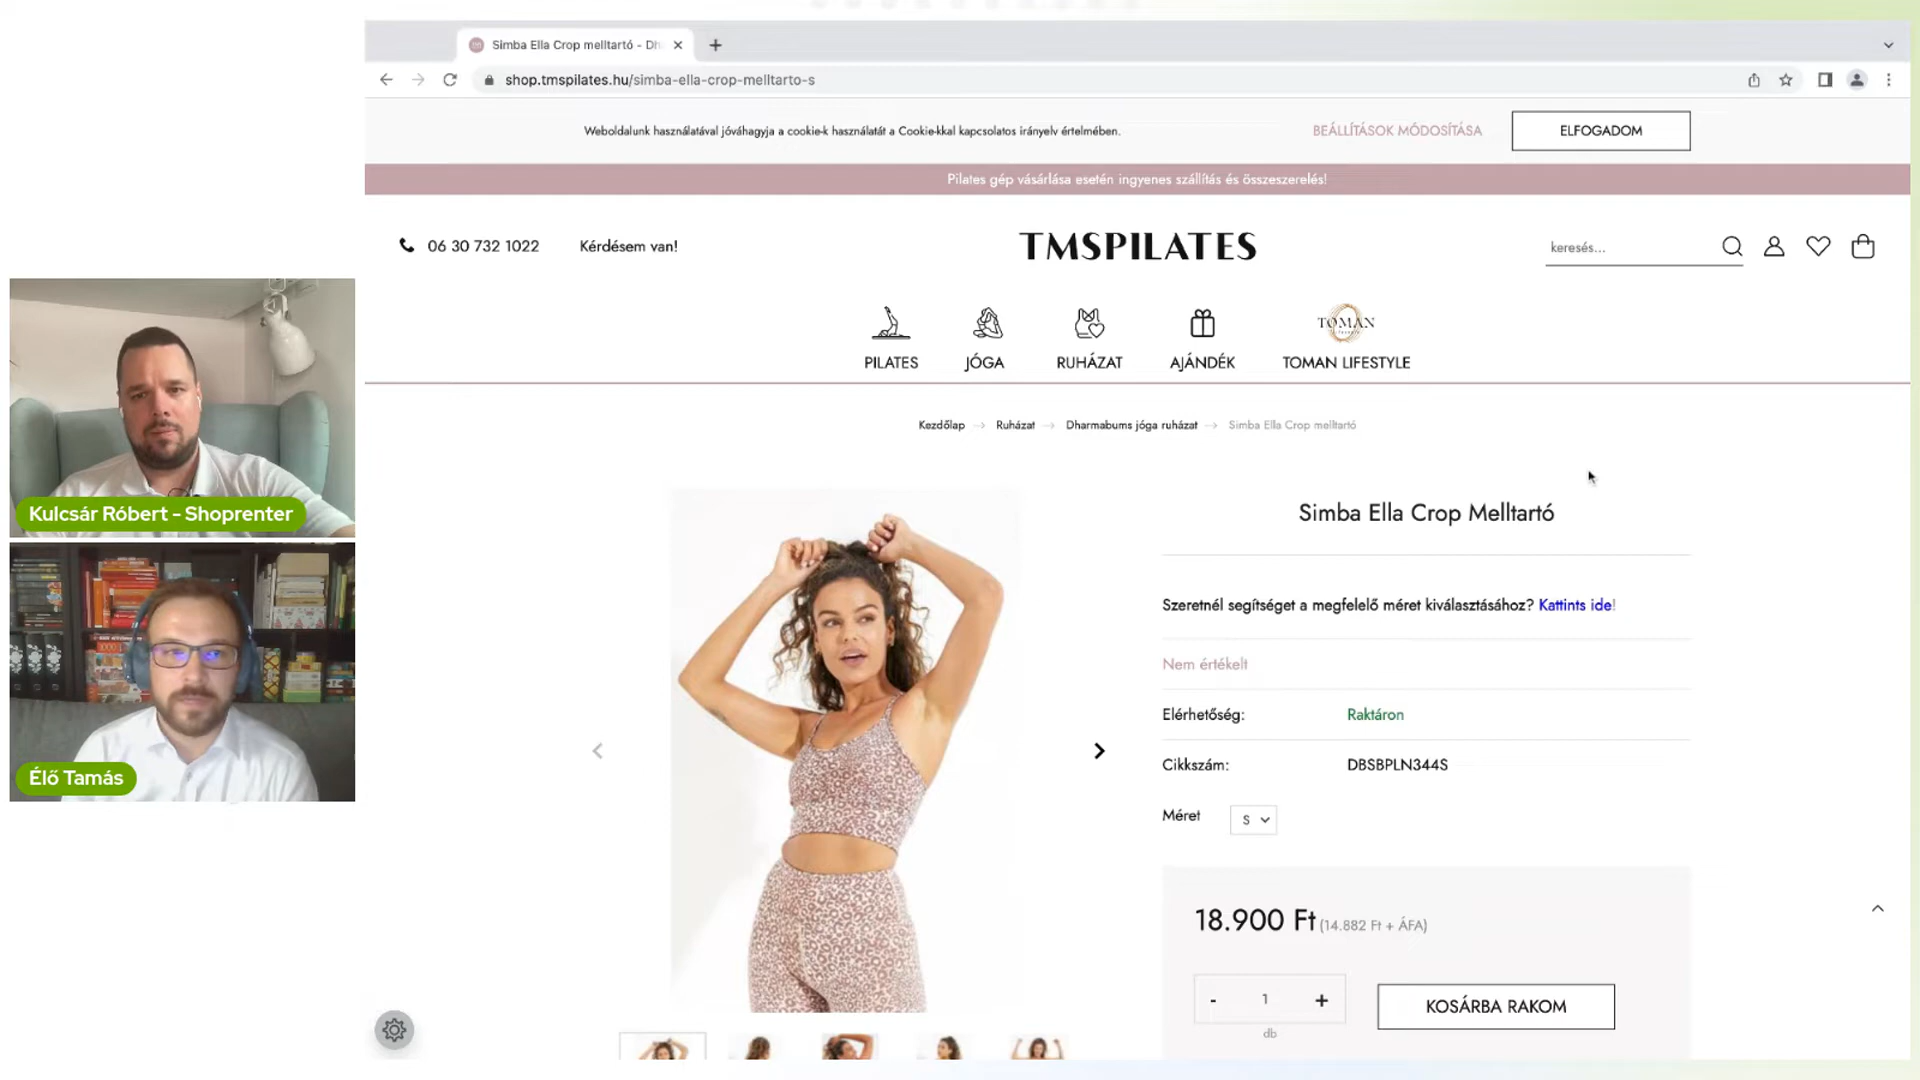 Simba Ella Crop melltartó - Dh
shop.tmspilates.hu/simba-ella-crop-melltarto-s
Weboldalunk használatával jóváhagyja a cookie-k használatát a Cookie-kkal kapcsolatos irányelv értelmében.
BEÁLLÍTÁSOK MÓDOSÍTÁSA
ELFOGADOM
Pilates gép vásárlása esetén ingyenes szállítás és összeszerelés!
06 30 732 1022
Kérdésem van!
TMSPILATES
keresés...
TOMAN
PILATES
JÓGA
RUHÁZAT
AJÁNDÉK
TOMAN LIFESTYLE
Kezdőlap
Ruházat
Dharmabums jóga ruházat
Simba Ella Crop melltartó
Simba Ella Crop Melltartó
Szeretnél segítséget a megfelelő méret kiválasztásához? Kattints ide!
Nem értékelt
Elérhetőség: Raktáron
Cikkszám: DBSBPLN344S
Méret S
18.900 Ft (14.882 Ft + ÁFA)
- 1 +
db
KOSÁRBA RAKOM
Kulcsár Róbert - Shoprenter
Élő Tamás